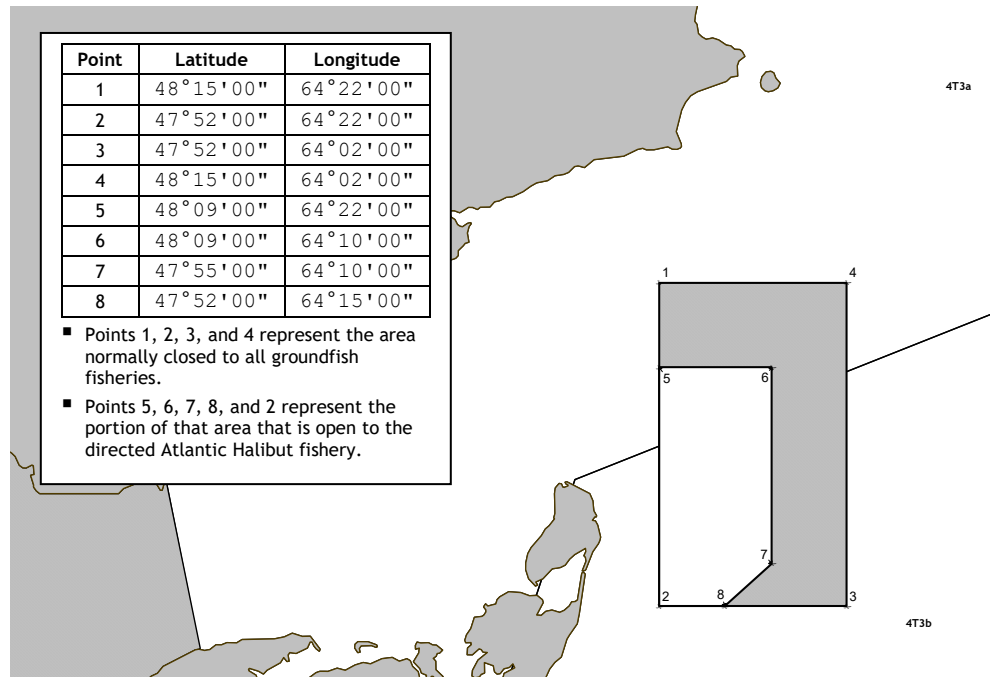 Point Latitude Longitude
1 48°15'00" 64°22'00"
2 47°52'00" 64°22'00"
3 47°52'00" 64°02'00"
4 48°15'00" 64°02'00"
5 48°09'00" 64°22'00"
6 48°09'00" 64°10'00"
7 47°55'00" 64°10'00"
8 47°52'00" 64°15'00"
▪ Points 1, 2, 3, and 4 represent the area
normally closed to all groundfish
fisheries.
▪ Points 5, 6, 7, 8, and 2 represent the
portion of that area that is open to the
directed Atlantic Halibut fishery.
4T3a
1 4
5 6
7
2 8 3
4T3b